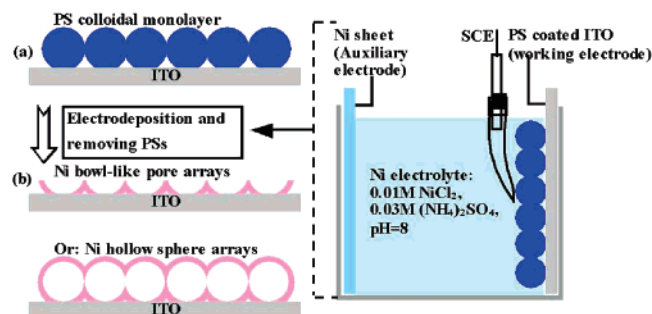 PS colloidal monolayer
(a)
ITO
Electrodeposition and
removing PSs
(b)
Ni bowl-like pore arrays
ITO
Or: Ni hollow sphere arrays
ITO
Ni sheet
(Auxiliary
electrode)
SCE
PS coated ITO
(working electrode)
Ni electrolyte:
0.01M NiCl₂,
0.03M (NH₄)₂SO₄,
pH=8